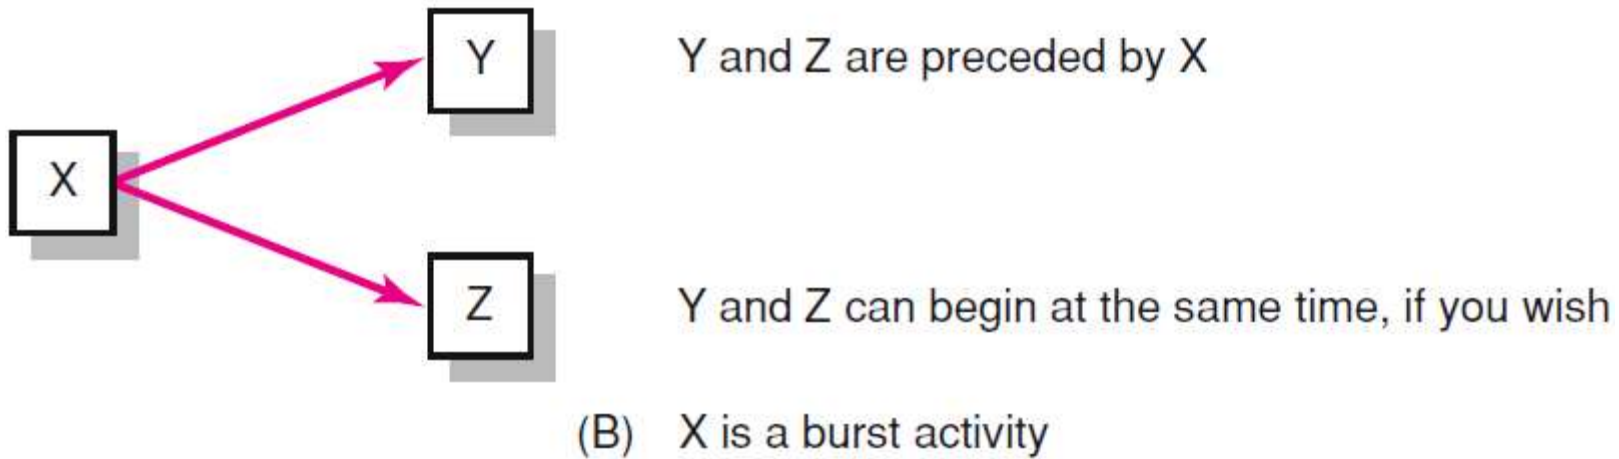 Y
Y and Z are preceded by X
X
Z
Y and Z can begin at the same time, if you wish
(B) X is a burst activity